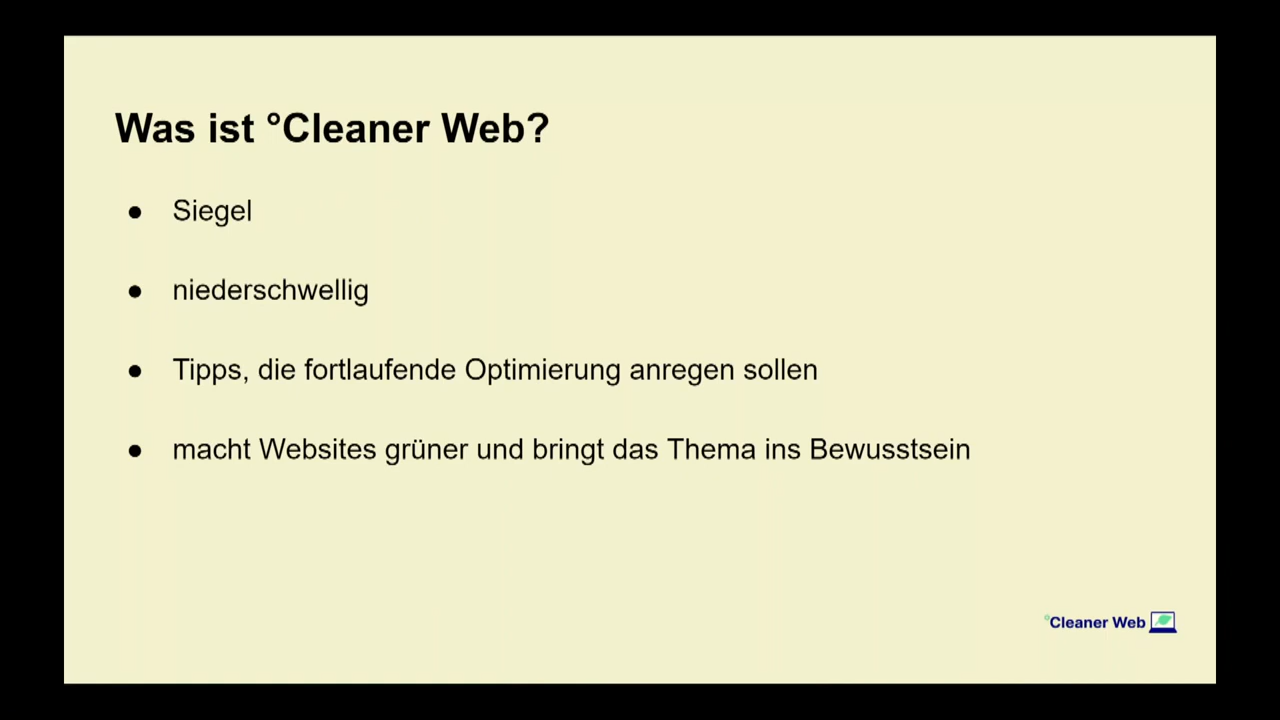 Was ist °Cleaner Web?
● Siegel
● niederschwellig
● Tipps, die fortlaufende Optimierung anregen sollen
● macht Websites grüner und bringt das Thema ins Bewusstsein
°Cleaner Web